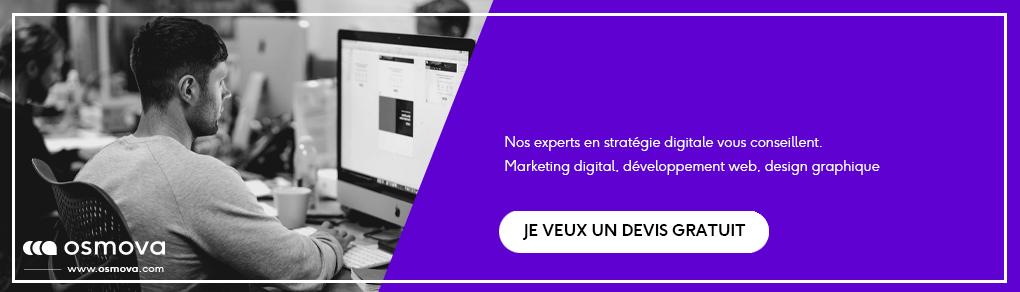 Nos experts en stratégie digitale vous conseillent.
Marketing digital, développement web, design graphique
JE VEUX UN DEVIS GRATUIT
osmova
www.osmova.com